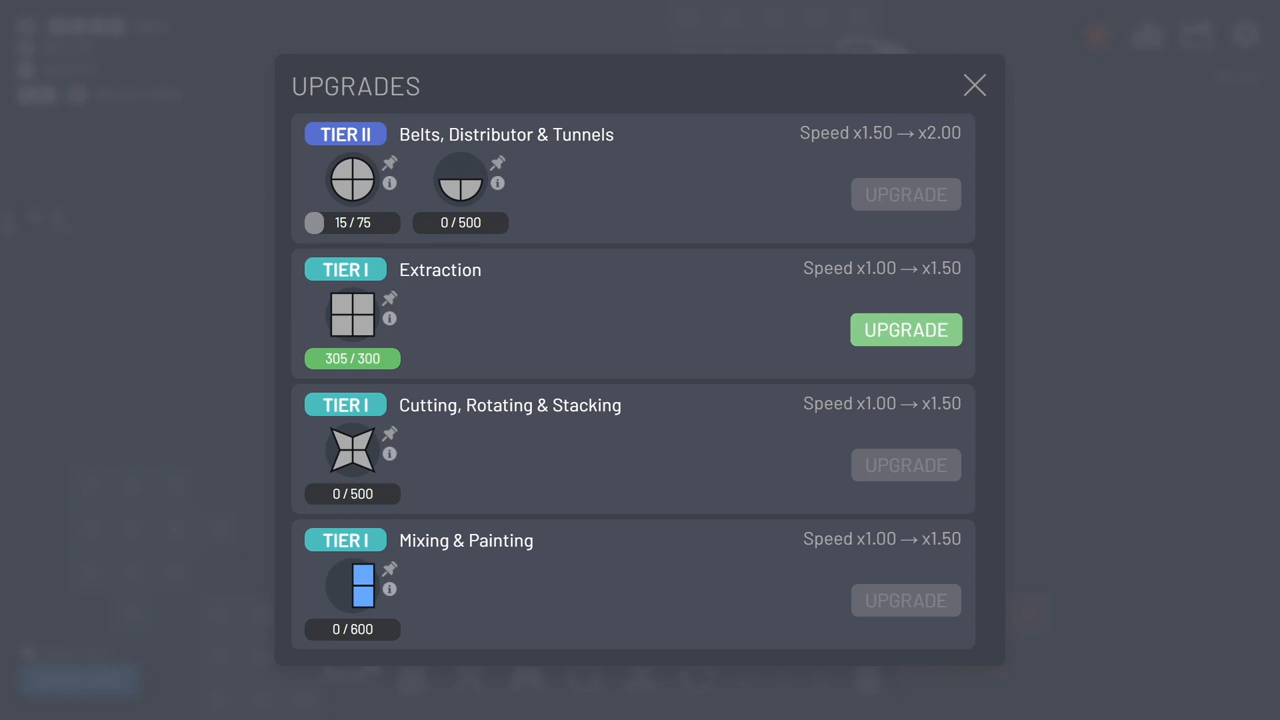 UPGRADES
TIER II Belts, Distributor & Tunnels Speed x1.50 → x2.00
UPGRADE
15 / 75 0 / 500
TIER I Extraction Speed x1.00 → x1.50
UPGRADE
305 / 300
TIER I Cutting, Rotating & Stacking Speed x1.00 → x1.50
UPGRADE
0 / 500
TIER I Mixing & Painting Speed x1.00 → x1.50
UPGRADE
0 / 600